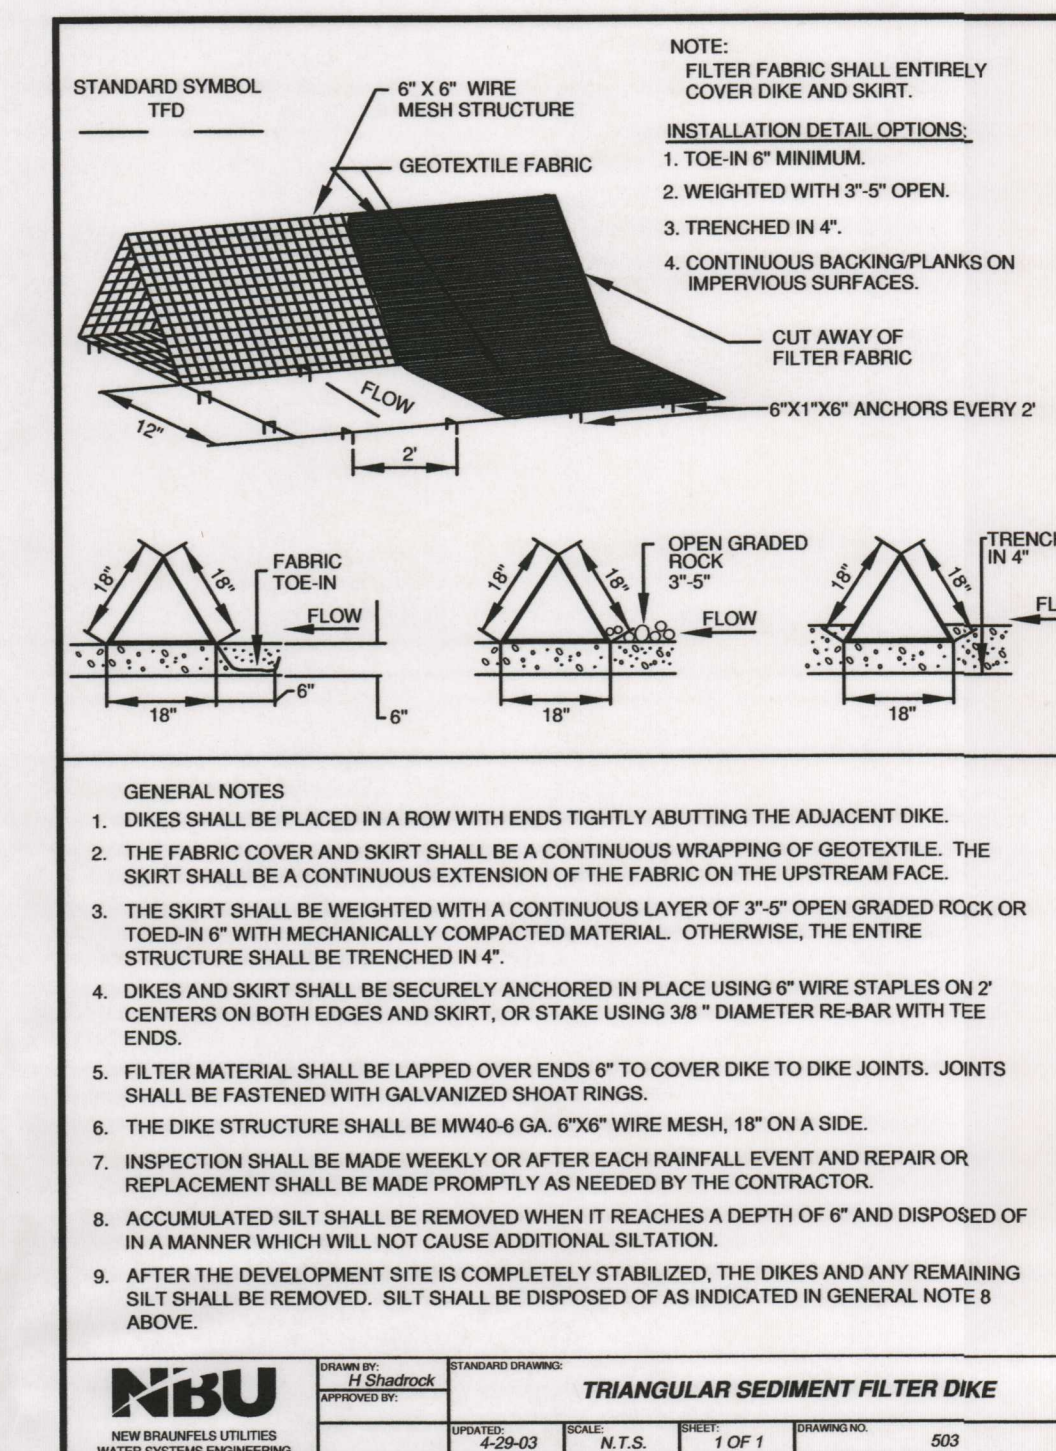 STANDARD SYMBOL
TFD
6" X 6" WIRE
MESH STRUCTURE
GEOTEXTILE FABRIC
NOTE:
FILTER FABRIC SHALL ENTIRELY
COVER DIKE AND SKIRT.
INSTALLATION DETAIL OPTIONS:
1. TOE-IN 6" MINIMUM.
2. WEIGHTED WITH 3"-5" OPEN.
3. TRENCHED IN 4".
4. CONTINUOUS BACKING/PLANKS ON
IMPERVIOUS SURFACES.
CUT AWAY OF
FILTER FABRIC
6"X1"X6" ANCHORS EVERY 2'
FLOW
12"
2'
18"
18"
FABRIC
TOE-IN
FLOW
18"
6"
6"
18"
18"
OPEN GRADED
ROCK
3"-5"
FLOW
18"
18"
18"
TRENCH
IN 4"
FL
18"
GENERAL NOTES
1. DIKES SHALL BE PLACED IN A ROW WITH ENDS TIGHTLY ABUTTING THE ADJACENT DIKE.
2. THE FABRIC COVER AND SKIRT SHALL BE A CONTINUOUS WRAPPING OF GEOTEXTILE. THE
SKIRT SHALL BE A CONTINUOUS EXTENSION OF THE FABRIC ON THE UPSTREAM FACE.
3. THE SKIRT SHALL BE WEIGHTED WITH A CONTINUOUS LAYER OF 3"-5" OPEN GRADED ROCK OR
TOED-IN 6" WITH MECHANICALLY COMPACTED MATERIAL. OTHERWISE, THE ENTIRE
STRUCTURE SHALL BE TRENCHED IN 4".
4. DIKES AND SKIRT SHALL BE SECURELY ANCHORED IN PLACE USING 6" WIRE STAPLES ON 2'
CENTERS ON BOTH EDGES AND SKIRT, OR STAKE USING 3/8 " DIAMETER RE-BAR WITH TEE
ENDS.
5. FILTER MATERIAL SHALL BE LAPPED OVER ENDS 6" TO COVER DIKE TO DIKE JOINTS. JOINTS
SHALL BE FASTENED WITH GALVANIZED SHOAT RINGS.
6. THE DIKE STRUCTURE SHALL BE MW40-6 GA. 6"X6" WIRE MESH, 18" ON A SIDE.
7. INSPECTION SHALL BE MADE WEEKLY OR AFTER EACH RAINFALL EVENT AND REPAIR OR
REPLACEMENT SHALL BE MADE PROMPTLY AS NEEDED BY THE CONTRACTOR.
8. ACCUMULATED SILT SHALL BE REMOVED WHEN IT REACHES A DEPTH OF 6" AND DISPOSED OF
IN A MANNER WHICH WILL NOT CAUSE ADDITIONAL SILTATION.
9. AFTER THE DEVELOPMENT SITE IS COMPLETELY STABILIZED, THE DIKES AND ANY REMAINING
SILT SHALL BE REMOVED. SILT SHALL BE DISPOSED OF AS INDICATED IN GENERAL NOTE 8
ABOVE.
NBU
NEW BRAUNFELS UTILITIES
WATER SYSTEMS ENGINEERING
DRAWN BY:
H Shadrock
APPROVED BY:
STANDARD DRAWING:
TRIANGULAR SEDIMENT FILTER DIKE
UPDATED:
4-29-03
SCALE:
N.T.S.
SHEET:
1 OF 1
DRAWING NO.
503